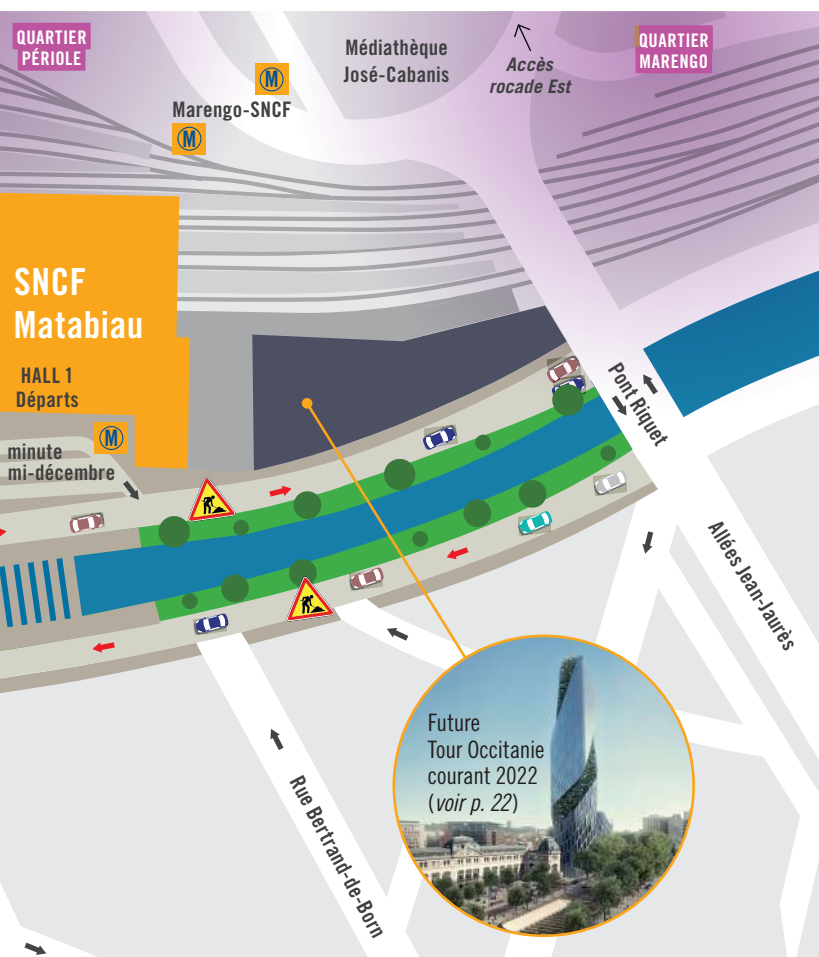 QUARTIER
PÉRIOLE
M
Marengo-SNCF
M
Médiathèque
José-Cabanis
Accès
rocade Est
QUARTIER
MARENGO
SNCF
Matabiau
HALL 1
Départs
M
minute
mi-décembre
Pont Riquet
Allées Jean-Jaurès
Rue Bertrand-de-Born
Future
Tour Occitanie
courant 2022
(voir p. 22)